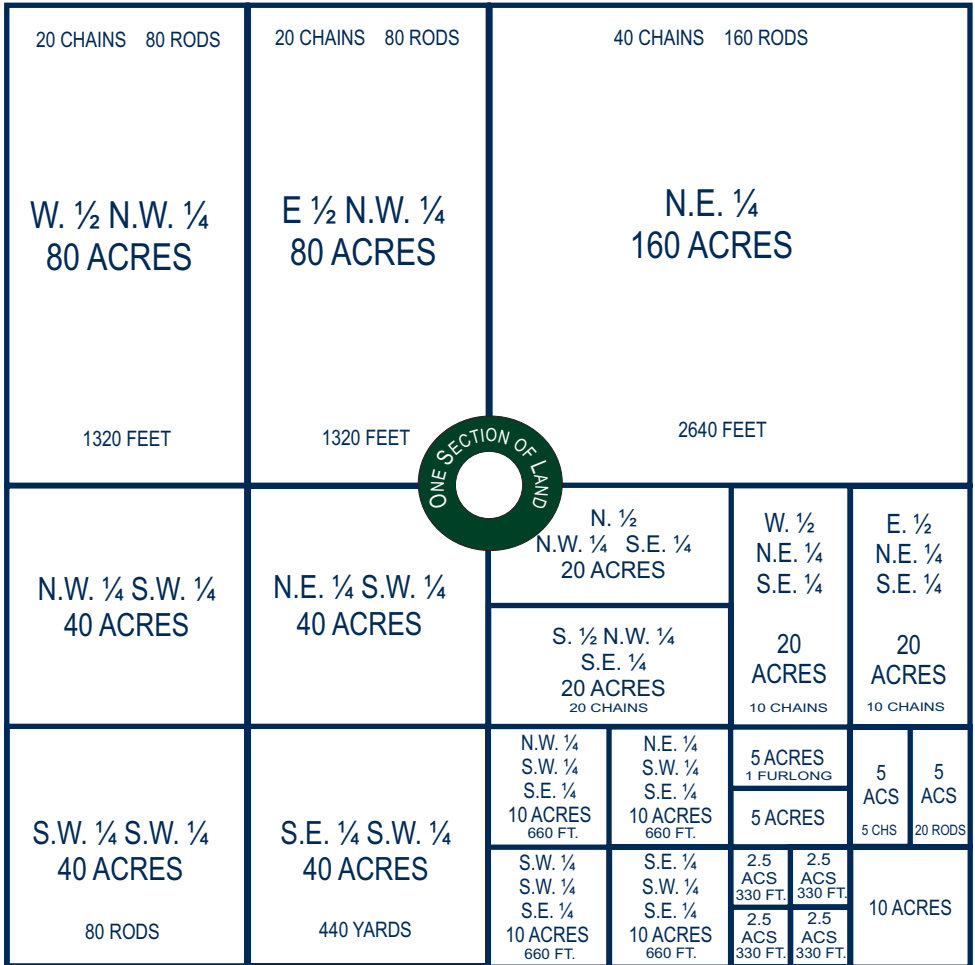 20 CHAINS 80 RODS
W. ½ N.W. ¼
80 ACRES
1320 FEET
20 CHAINS 80 RODS
E ½ N.W. ¼
80 ACRES
1320 FEET
40 CHAINS 160 RODS
N.E. ¼
160 ACRES
2640 FEET
ONE SECTION OF LAND
N.W. ¼ S.W. ¼
40 ACRES
N.E. ¼ S.W. ¼
40 ACRES
N. ½
N.W. ¼ S.E. ¼
20 ACRES
S. ½ N.W. ¼
S.E. ¼
20 ACRES
20 CHAINS
W. ½
N.E. ¼
S.E. ¼
20
ACRES
10 CHAINS
E. ½
N.E. ¼
S.E. ¼
20
ACRES
10 CHAINS
S.W. ¼ S.W. ¼
40 ACRES
80 RODS
S.E. ¼ S.W. ¼
40 ACRES
440 YARDS
N.W. ¼
S.W. ¼
S.E. ¼
10 ACRES
660 FT.
N.E. ¼
S.W. ¼
S.E. ¼
10 ACRES
660 FT.
5 ACRES
1 FURLONG
5 ACRES
5
ACS
5 CHS
5
ACS
20 RODS
S.W. ¼
S.W. ¼
S.E. ¼
10 ACRES
660 FT.
S.E. ¼
S.W. ¼
S.E. ¼
10 ACRES
660 FT.
2.5
ACS
330 FT.
2.5
ACS
330 FT.
2.5
ACS
330 FT.
2.5
ACS
330 FT.
10 ACRES